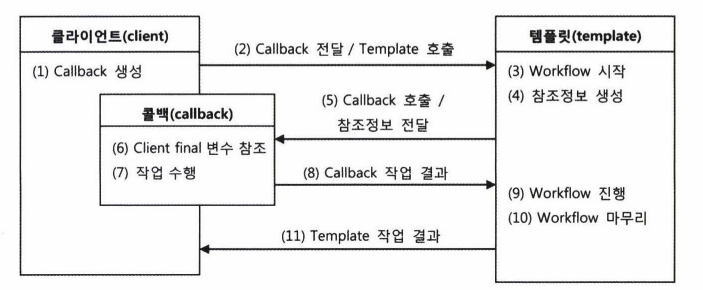 클라이언트(client)
(1) Callback 생성
(2) Callback 전달 / Template 호출
템플릿(template)
(3) Workflow 시작
(4) 참조정보 생성
(5) Callback 호출 /
참조정보 전달
콜백(callback)
(6) Client final 변수 참조
(7) 작업 수행
(8) Callback 작업 결과
(9) Workflow 진행
(10) Workflow 마무리
(11) Template 작업 결과